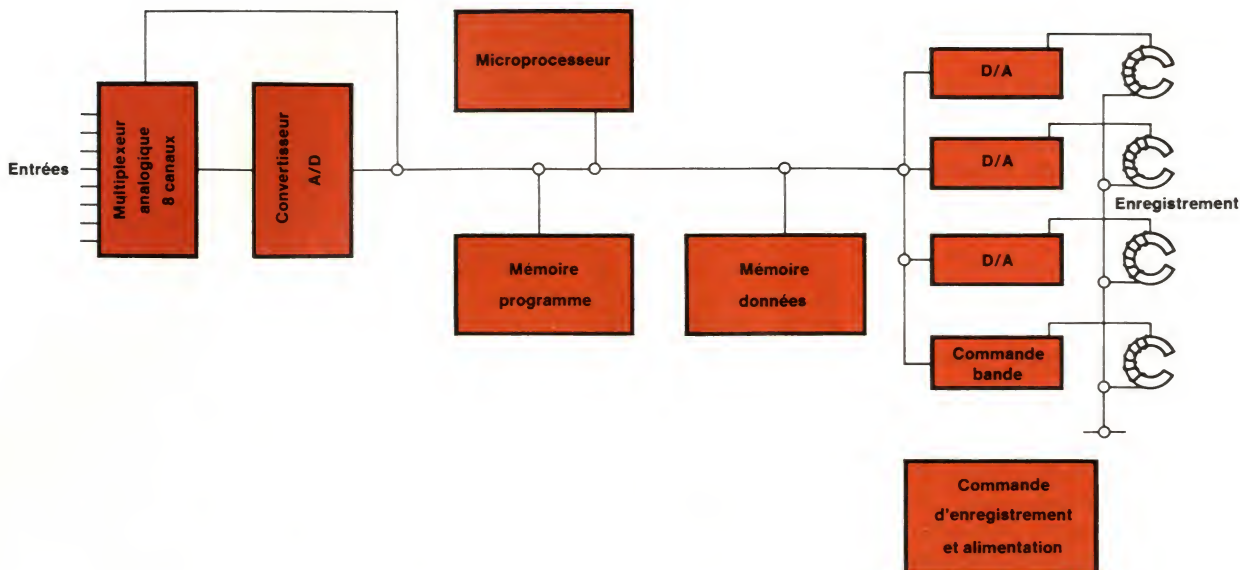 Entrées
Multiplexeur
analogique
8 canaux
Convertisseur
A/D
Microprocesseur
Mémoire
programme
Mémoire
données
D/A
D/A
D/A
Commande
bande
Enregistrement
Commande
d'enregistrement
et alimentation